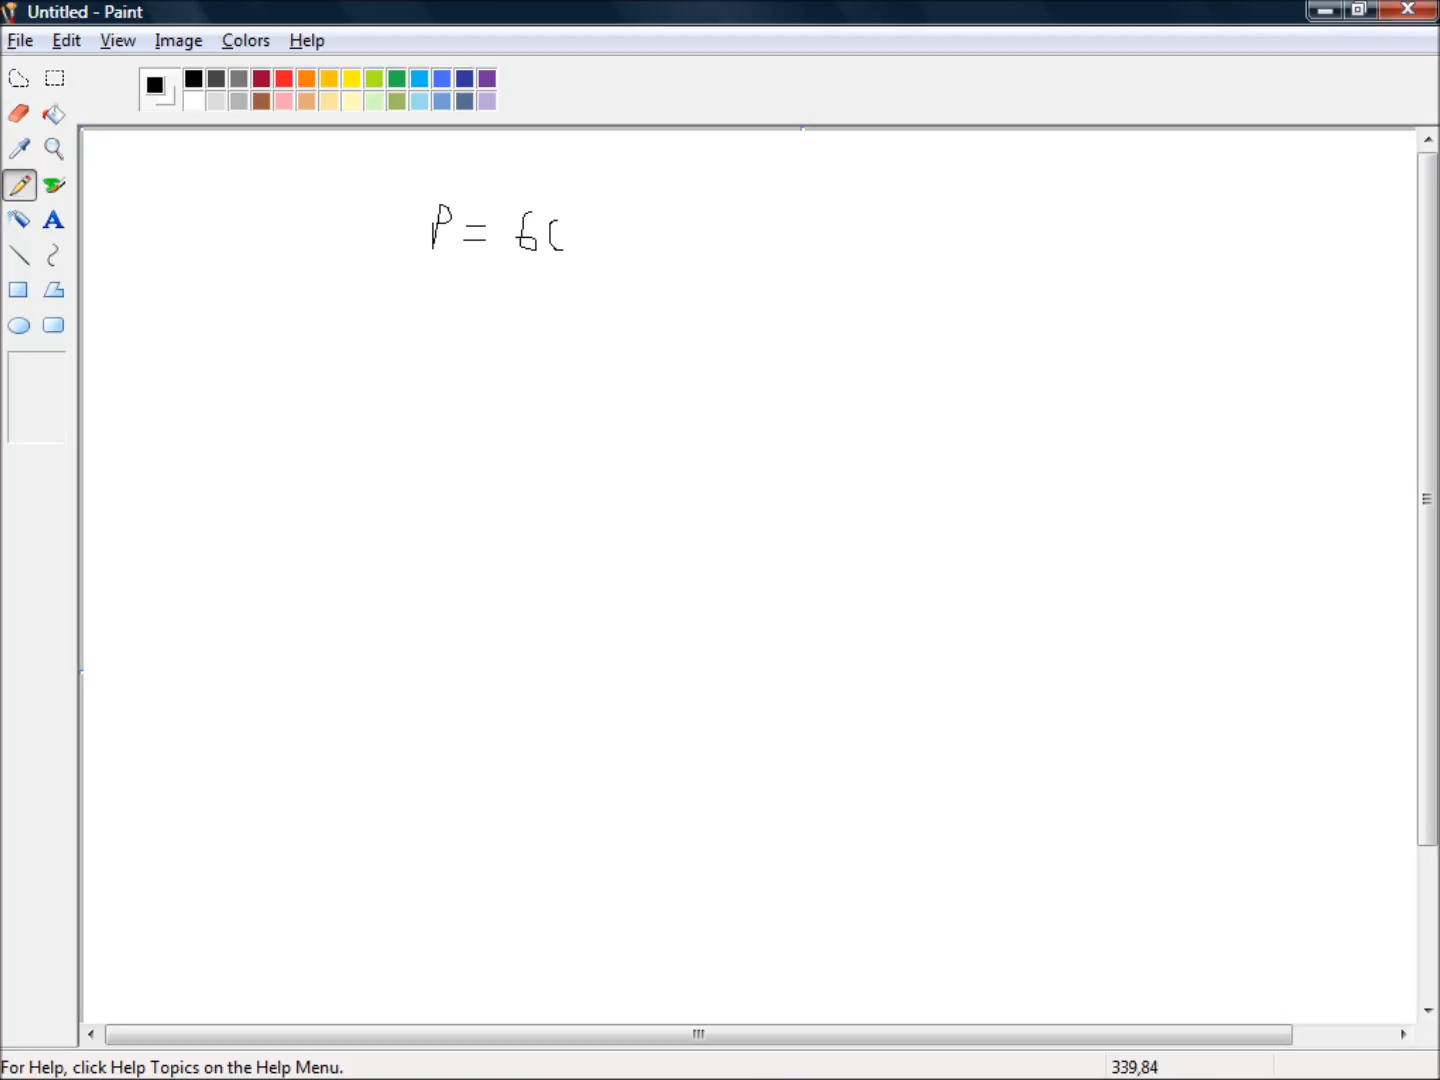 Untitled - Paint
File Edit View Image Colors Help
P = 6(
For Help, click Help Topics on the Help Menu.
339,84